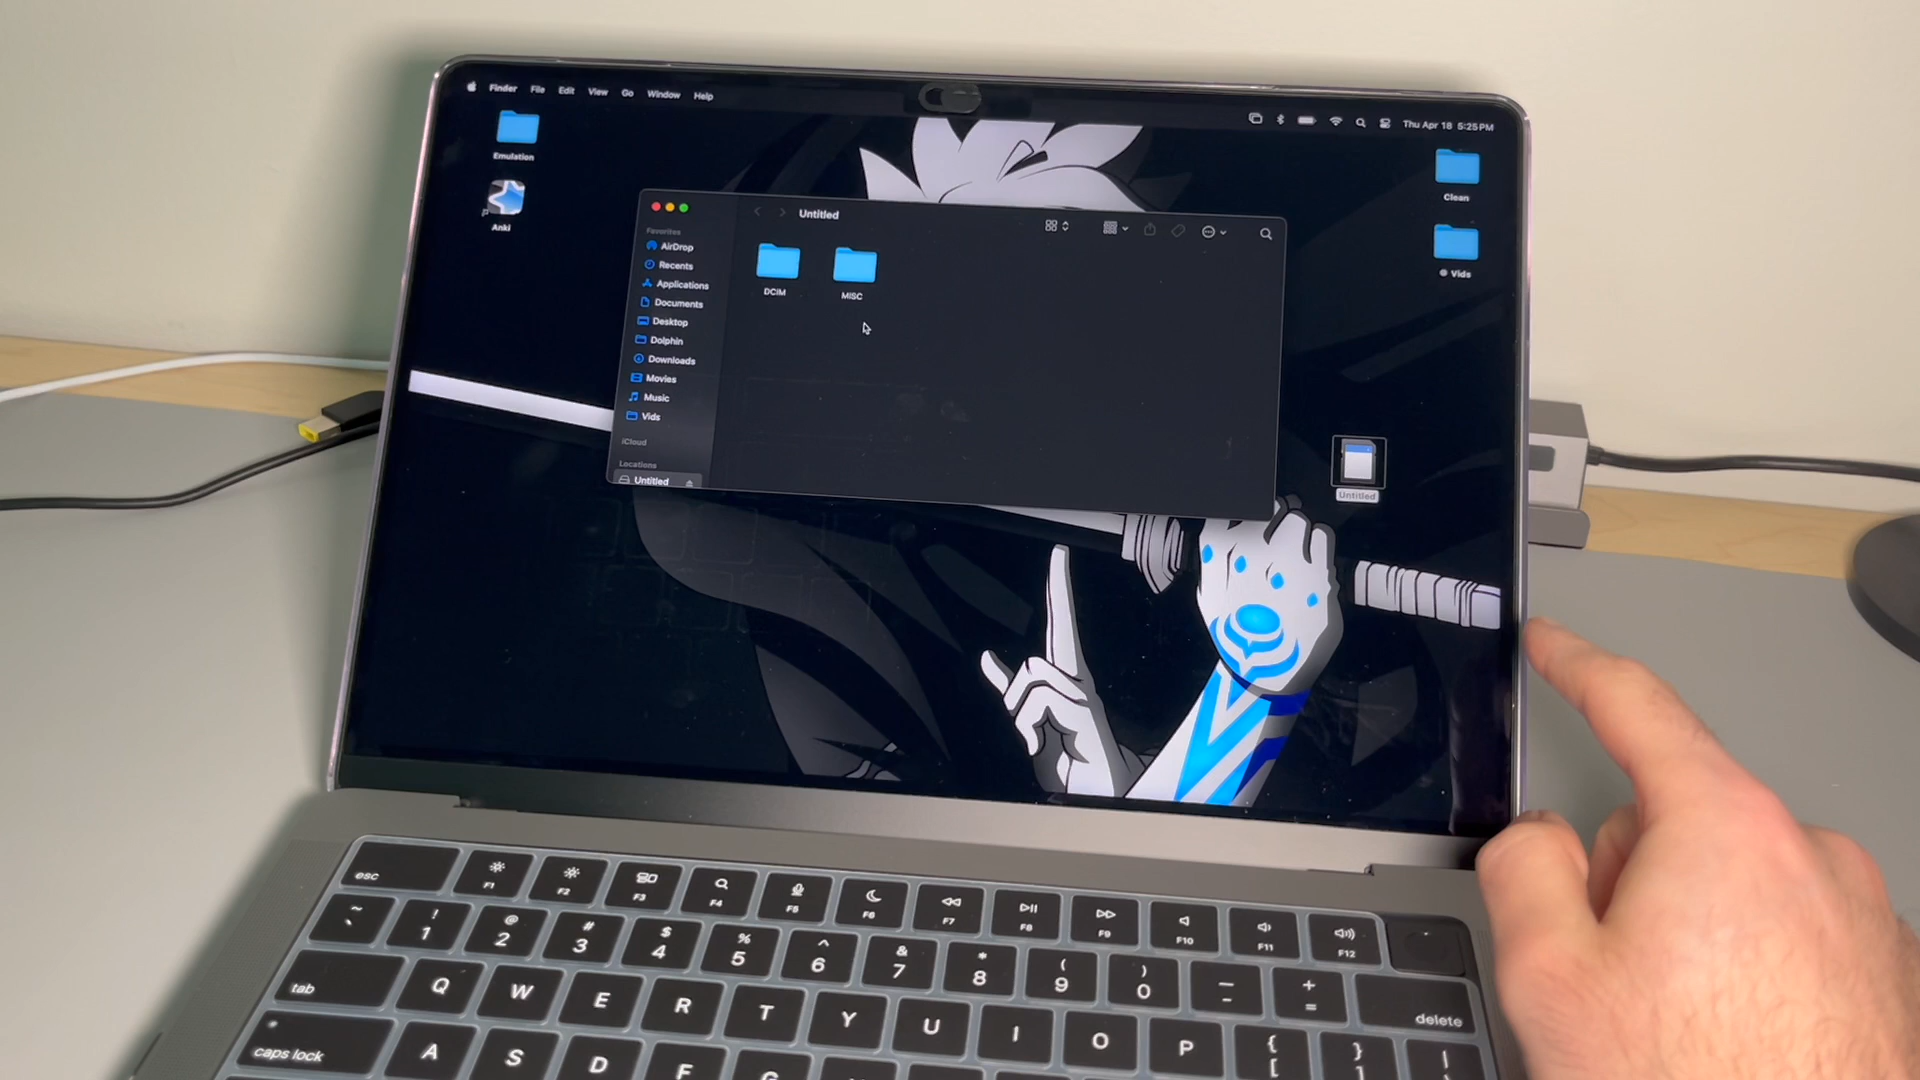 Finder File Edit View Go Window Help
Thu Apr 18 5:25PM
Emulation
Anki
Clean
Vids
Untitled
Favorites
AirDrop
Recents
Applications
Documents
Desktop
Dolphin
Downloads
Movies
Music
Vids
iCloud
Locations
Untitled
DCIM
MISC
Untitled
esc F1 F2 F3 F4 F5 F6 F7 F8 F9 F10 F11 F12
~ ! @ # $ % ^ & * ( ) _ +
` 1 2 3 4 5 6 7 8 9 0 - =
tab Q W E R T Y U I O P { } |
[ ] delete
caps lock A S D F G